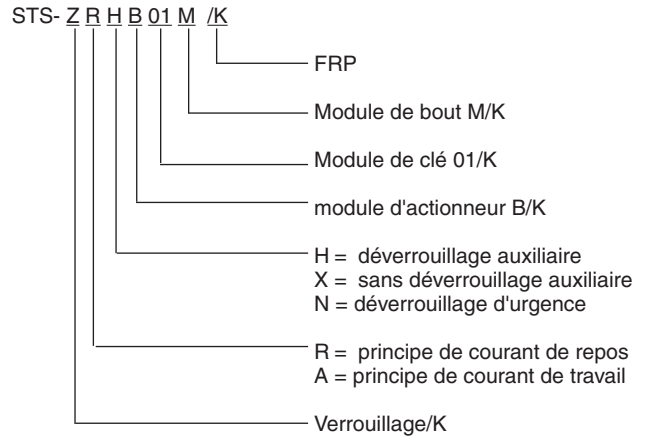 STS- Z R H B 01 M /K
FRP
Module de bout M/K
Module de clé 01/K
module d'actionneur B/K
H = déverrouillage auxiliaire
X = sans déverrouillage auxiliaire
N = déverrouillage d'urgence
R = principe de courant de repos
A = principe de courant de travail
Verrouillage/K